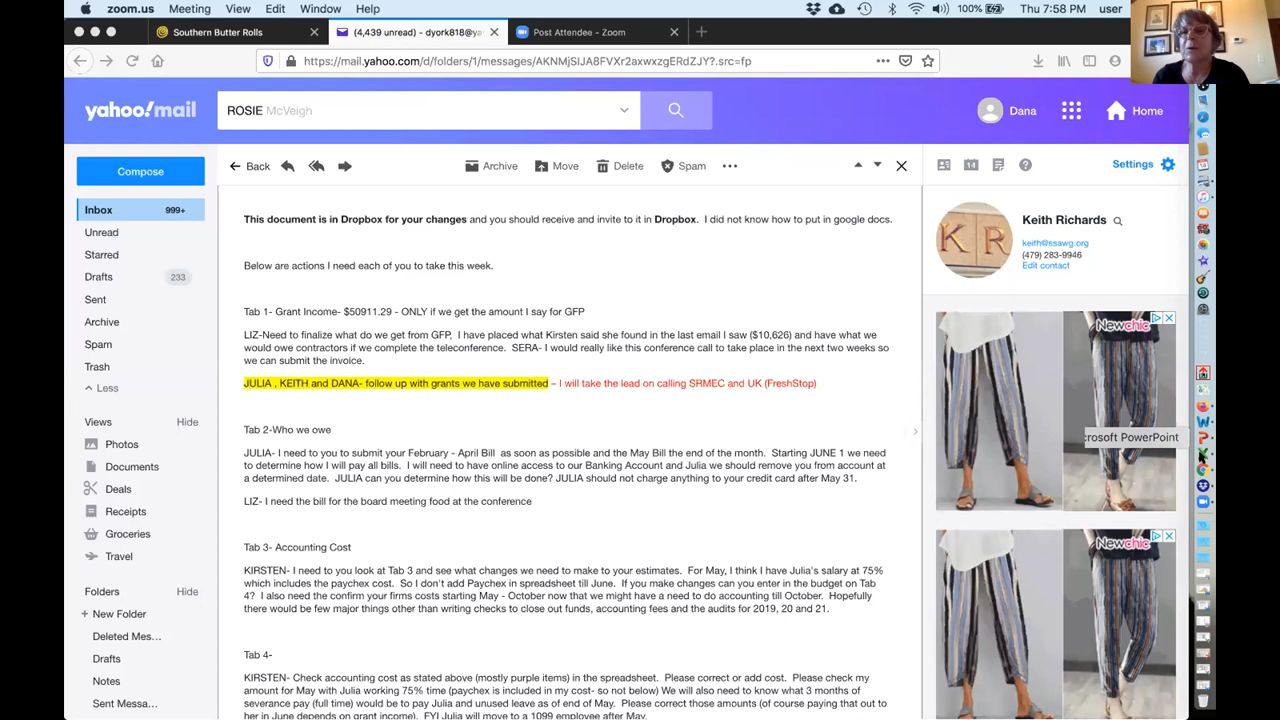 zoom.us Meeting View Edit Window Help 100% Thu 7:58 PM user
Southern Butter Rolls (4,439 unread) - dyork818@ya Post Attendee - Zoom
https://mail.yahoo.com/d/folders/1/messages/AKNMjSIJA8FVXr2axwxzgERdZJY?.src=fp
yahoo!mail ROSIE McVeigh Dana Home
Compose Back Archive Move Delete Spam Settings
Inbox 999+
Unread
Starred
Drafts 233
Sent
Archive
Spam
Trash
Less
Views Hide
Photos
Documents
Deals
Receipts
Groceries
Travel
Folders Hide
+ New Folder
Deleted Mes...
Drafts
Notes
Sent Messa...
This document is in Dropbox for your changes and you should receive and invite to it in Dropbox. I did not know how to put in google docs.
Below are actions I need each of you to take this week.
Tab 1- Grant Income- $50911.29 - ONLY if we get the amount I say for GFP
LIZ-Need to finalize what do we get from GFP, I have placed what Kirsten said she found in the last email I saw ($10,626) and have what we
would owe contractors if we complete the teleconference. SERA- I would really like this conference call to take place in the next two weeks so
we can submit the invoice.
JULIA , KEITH and DANA- follow up with grants we have submitted – I will take the lead on calling SRMEC and UK (FreshStop)
Tab 2-Who we owe
JULIA- I need to you to submit your February - April Bill as soon as possible and the May Bill the end of the month. Starting JUNE 1 we need
to determine how I will pay all bills. I will need to have online access to our Banking Account and Julia we should remove you from account at
a determined date. JULIA can you determine how this will be done? JULIA should not charge anything to your credit card after May 31.
LIZ- I need the bill for the board meeting food at the conference
Tab 3- Accounting Cost
KIRSTEN- I need to you look at Tab 3 and see what changes we need to make to your estimates. For May, I think I have Julia's salary at 75%
which includes the paychex cost. So I don't add Paychex in spreadsheet till June. If you make changes can you enter in the budget on Tab
4? I also need the confirm your firms costs starting May - October now that we might have a need to do accounting till October. Hopefully
there would be few major things other than writing checks to close out funds, accounting fees and the audits for 2019, 20 and 21.
Tab 4-
KIRSTEN- Check accounting cost as stated above (mostly purple items) in the spreadsheet. Please correct or add cost. Please check my
amount for May with Julia working 75% time (paychex is included in my cost- so not below) We will also need to know what 3 months of
severance pay (full time) would be to pay Julia and unused leave as of end of May. Please correct those amounts (of course paying that out to
her in June depends on grant income). FYI Julia will move to a 1099 employee after May.
KR
Keith Richards
keith@ssawg.org
(479) 283-9946
Edit contact
Newchic Newchic
crosoft PowerPoint
Newchic Newchic